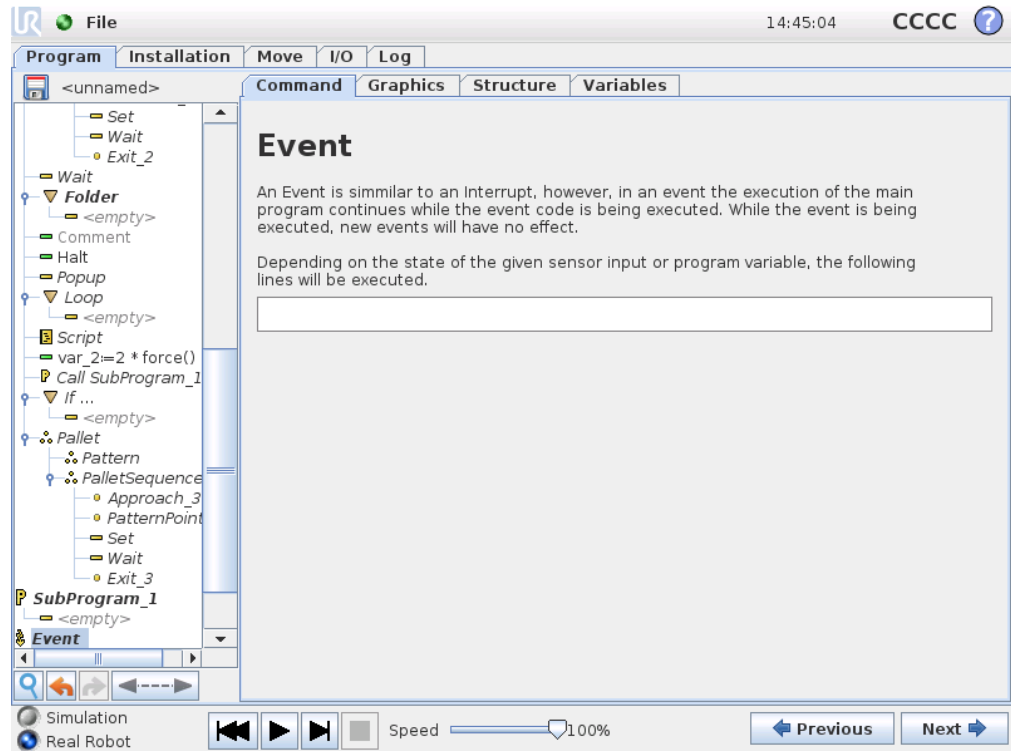 UR File 14:45:04 CCCC ?
Program Installation Move I/O Log
<unnamed>
Command Graphics Structure Variables
Set
Wait
Exit_2
Wait
Folder
<empty>
Comment
Halt
Popup
Loop
<empty>
Script
var_2:=2 * force()
Call SubProgram_1
If ...
<empty>
Pallet
Pattern
PalletSequence
Approach_3
PatternPoint
Set
Wait
Exit_3
SubProgram_1
<empty>
Event
Event
An Event is simmilar to an Interrupt, however, in an event the execution of the main
program continues while the event code is being executed. While the event is being
executed, new events will have no effect.
Depending on the state of the given sensor input or program variable, the following
lines will be executed.
Simulation
Real Robot
Speed 100%
Previous Next